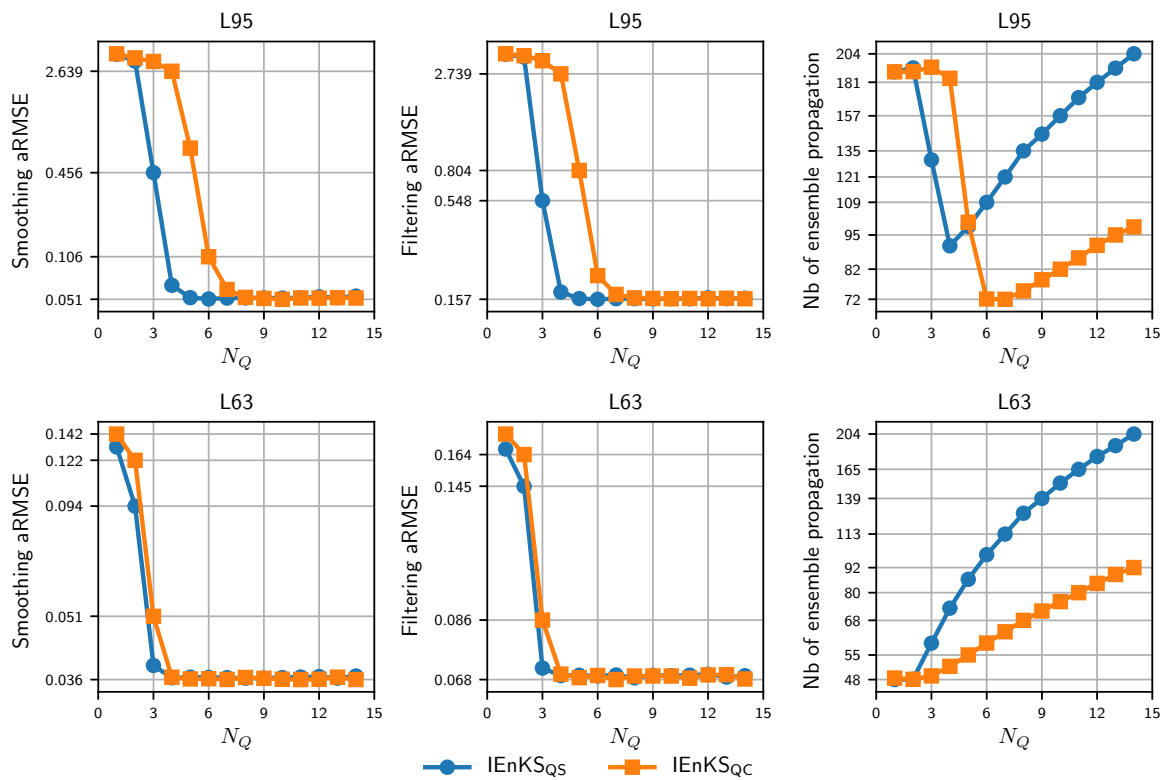 L95
Smoothing aRMSE
2.639
0.456
0.106
0.051
0 3 6 9 12 15
N_Q
L95
Filtering aRMSE
2.739
0.804
0.548
0.157
0 3 6 9 12 15
N_Q
L95
Nb of ensemble propagation
204
181
157
135
121
109
95
82
72
0 3 6 9 12 15
N_Q
L63
Smoothing aRMSE
0.142
0.122
0.094
0.051
0.036
0 3 6 9 12 15
N_Q
L63
Filtering aRMSE
0.164
0.145
0.086
0.068
0 3 6 9 12 15
N_Q
L63
Nb of ensemble propagation
204
165
139
113
92
80
68
55
48
0 3 6 9 12 15
N_Q
IEnKS_QS IEnKS_QC